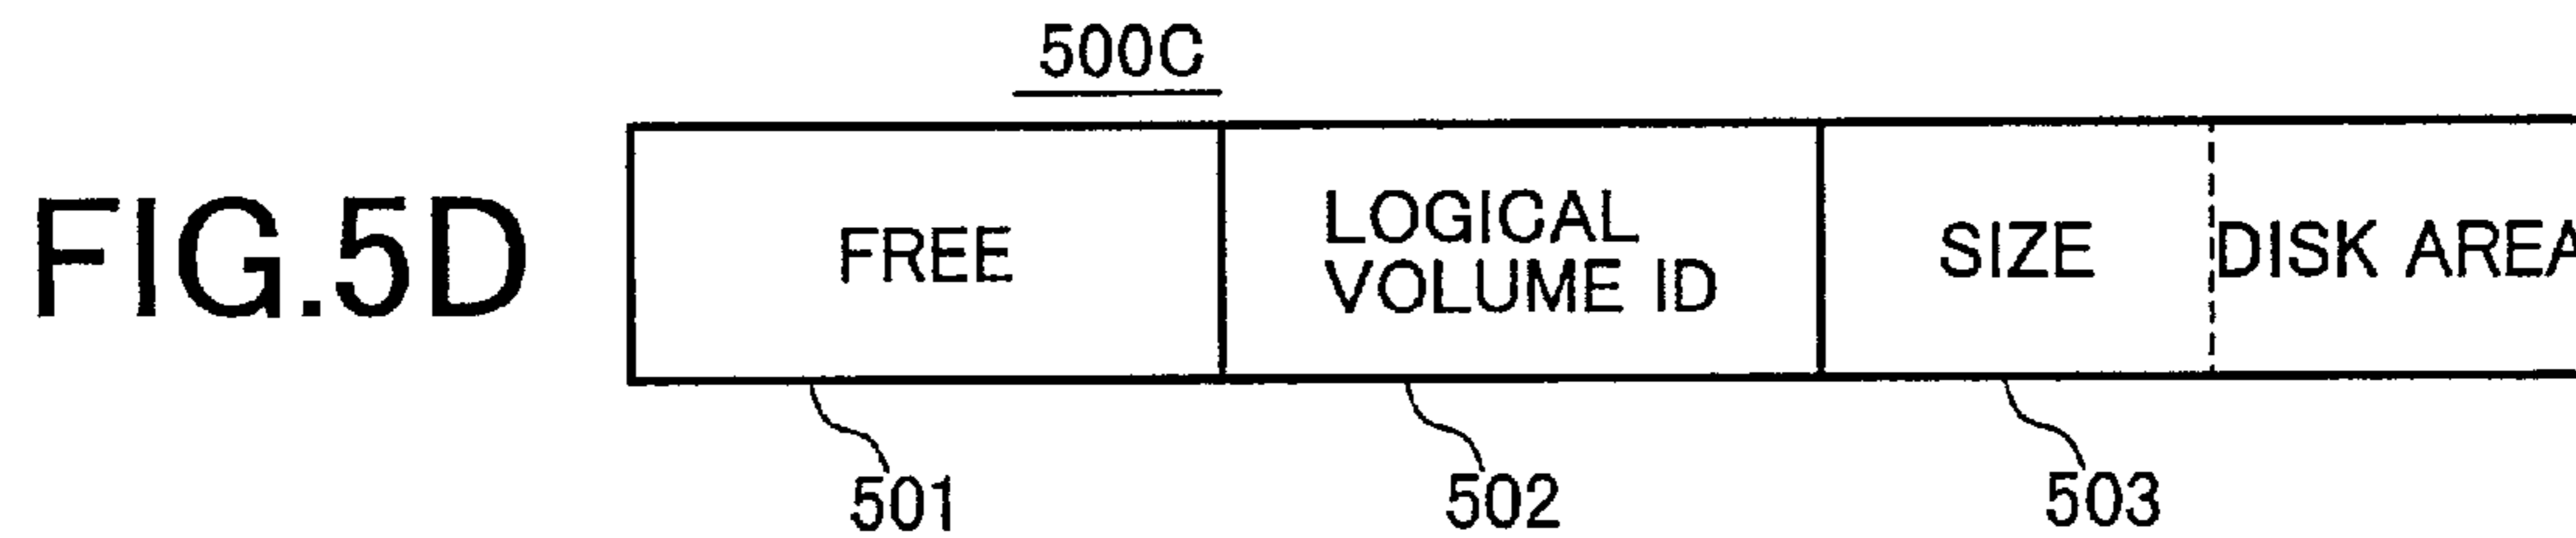 500C
FIG.5D
FREE
LOGICAL
VOLUME ID
SIZE
DISK AREA
501
502
503